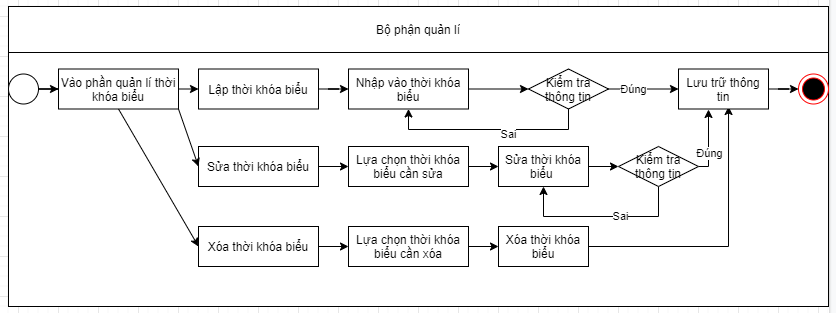 Bộ phận quản lí
Vào phần quản lí thời
khóa biểu
Lập thời khóa biểu
Nhập vào thời khóa
biểu
Kiểm tra
thông tin
Đúng
Lưu trữ thông
tin
Sai
Sửa thời khóa biểu
Lựa chọn thời khóa
biểu cần sửa
Sửa thời khóa
biểu
Kiểm tra
thông tin
Đúng
Sai
Xóa thời khóa biểu
Lựa chọn thời khóa
biểu cần xóa
Xóa thời khóa
biểu